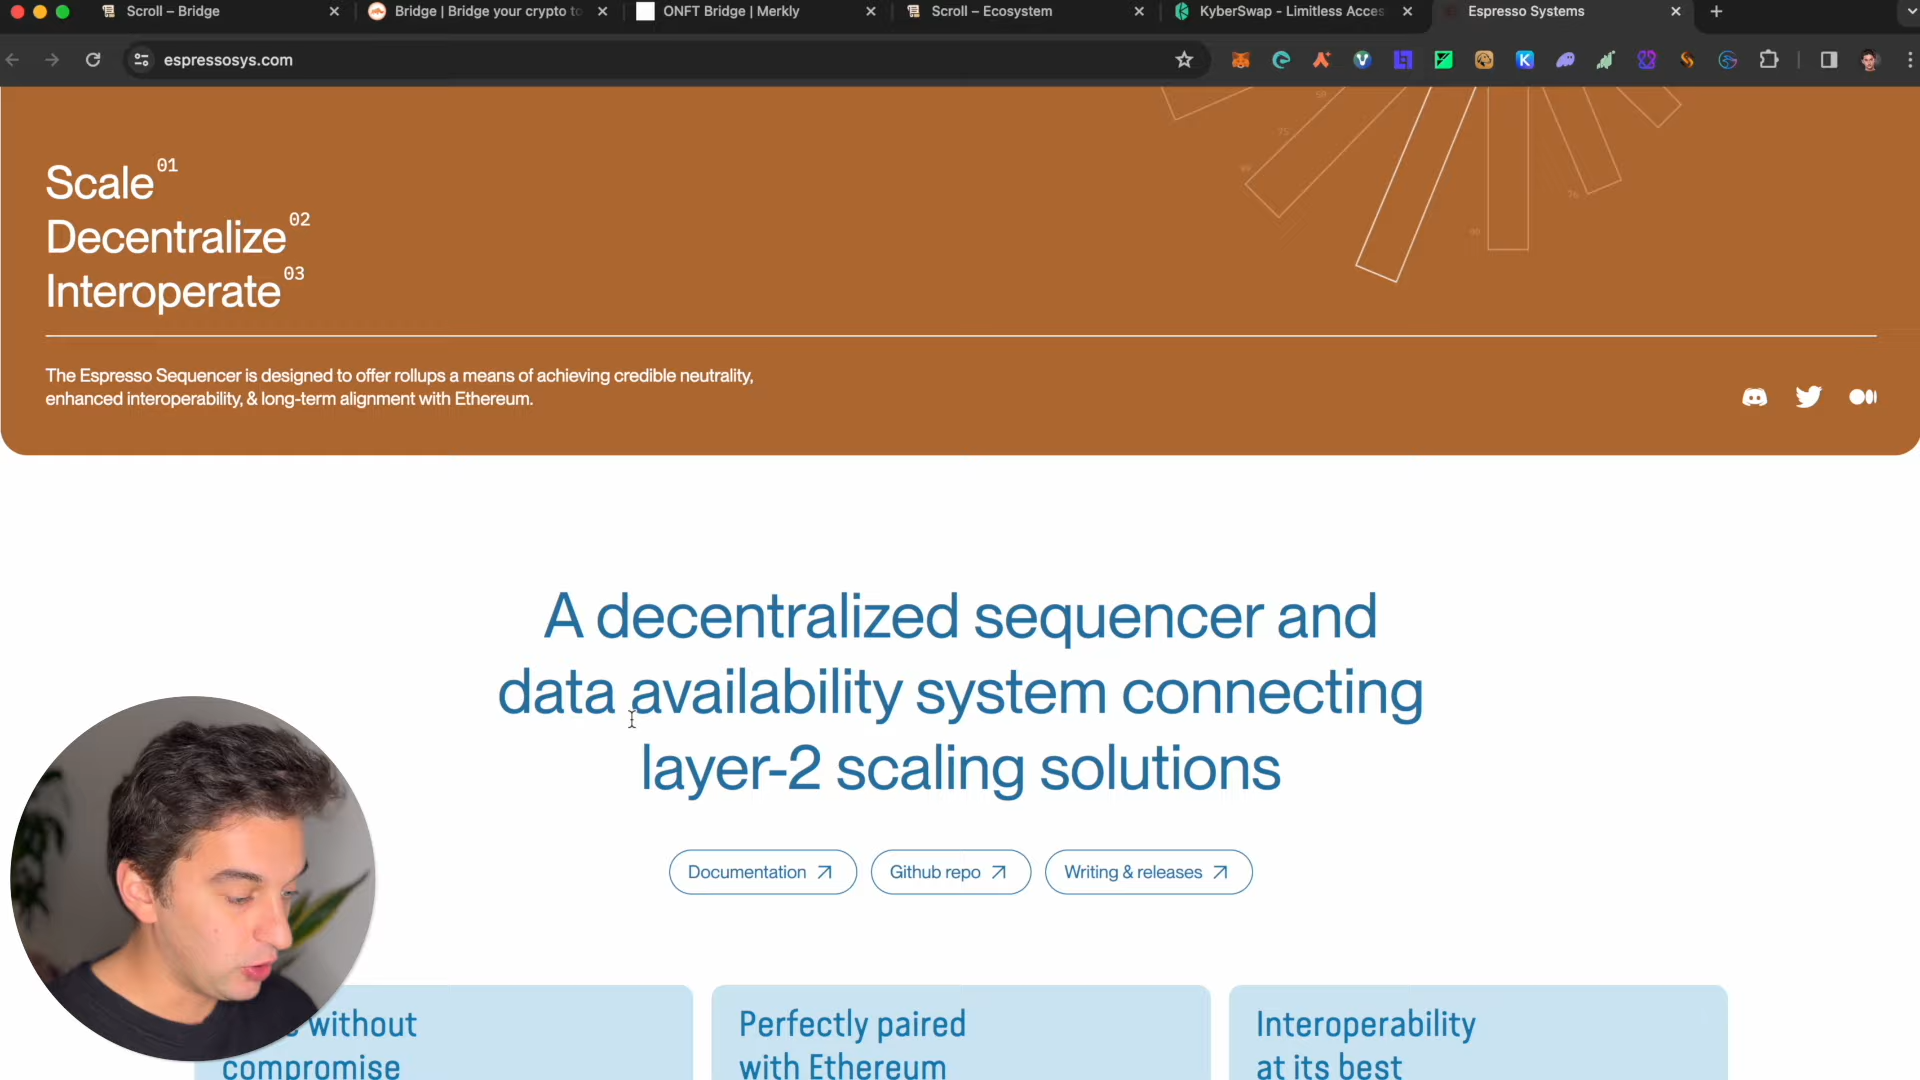 Scroll – Bridge
Bridge | Bridge your crypto to
ONFT Bridge | Merkly
Scroll – Ecosystem
KyberSwap - Limitless Acces
Espresso Systems
espressosys.com
Scale 01
Decentralize 02
Interoperate 03
The Espresso Sequencer is designed to offer rollups a means of achieving credible neutrality,
enhanced interoperability, & long-term alignment with Ethereum.
A decentralized sequencer and
data availability system connecting
layer-2 scaling solutions
Documentation
Github repo
Writing & releases
without
compromise
Perfectly paired
with Ethereum
Interoperability
at its best